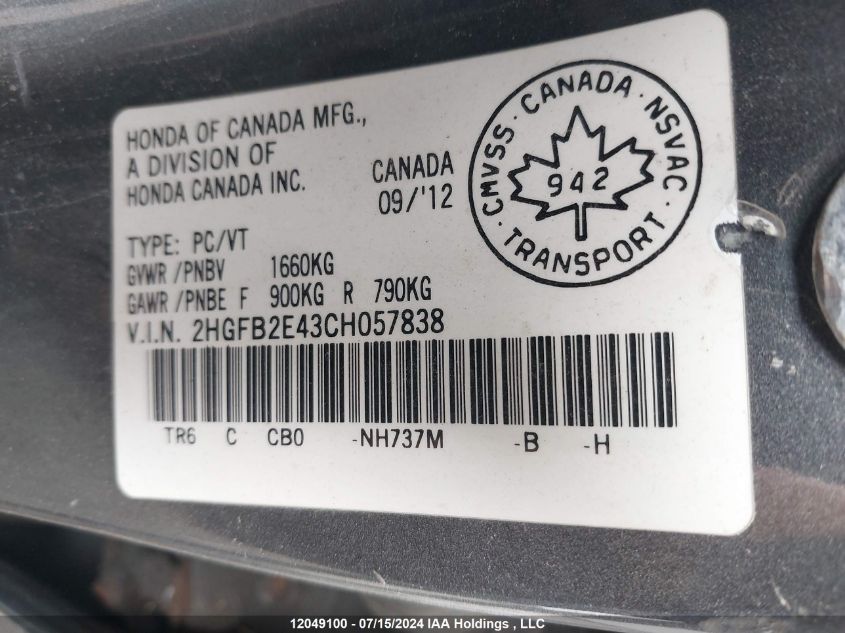 HONDA OF CANADA MFG.,
A DIVISION OF
HONDA CANADA INC.
CANADA
09/'12
CMVSS · CANADA · NSVAC
942
· TRANSPORT ·
TYPE: PC/VT
GVWR /PNBV 1660KG
GAWR /PNBE F 900KG R 790KG
V.I.N. 2HGFB2E43CH057838
TR6 C CB0 -NH737M -B -H
12049100 - 07/15/2024 IAA Holdings , LLC